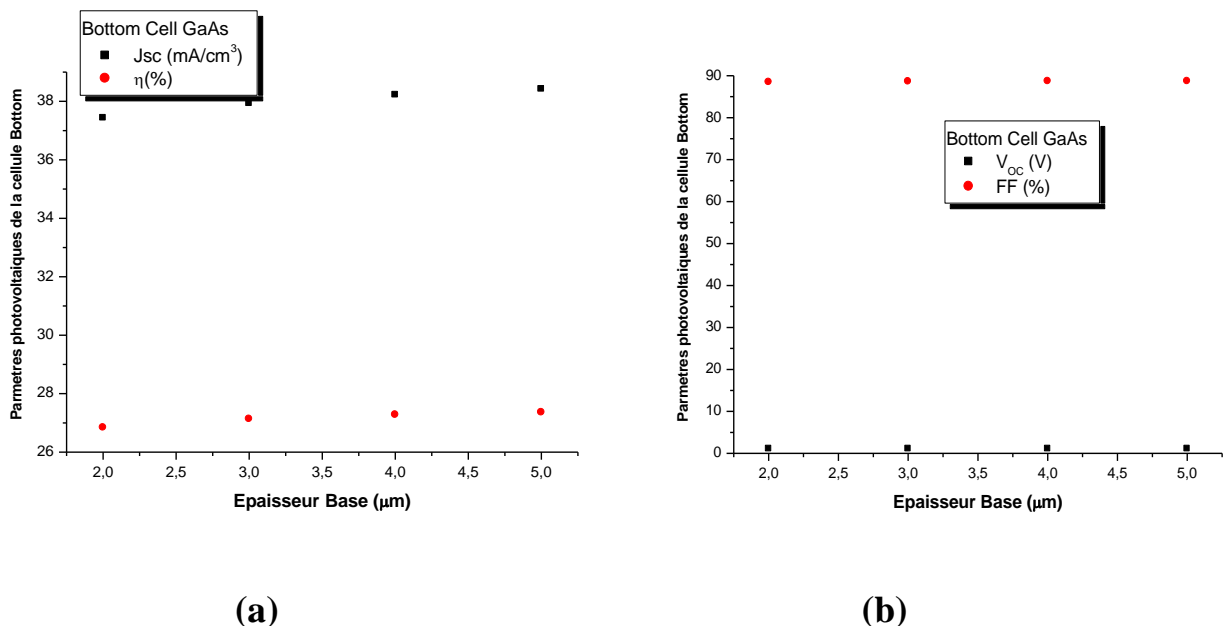 Bottom Cell GaAs
Jsc (mA/cm³)
η(%)
38
36
34
32
30
28
26
2,0
2,5
3,0
3,5
4,0
4,5
5,0
Parmetres photovoltaiques de la cellule Bottom
Epaisseur Base (μm)
(a)
90
80
70
60
50
40
30
20
10
0
2,0
2,5
3,0
3,5
4,0
4,5
5,0
Parmetres photovoltaiques de la cellule Bottom
Bottom Cell GaAs
V_OC (V)
FF (%)
Epaisseur Base (μm)
(b)